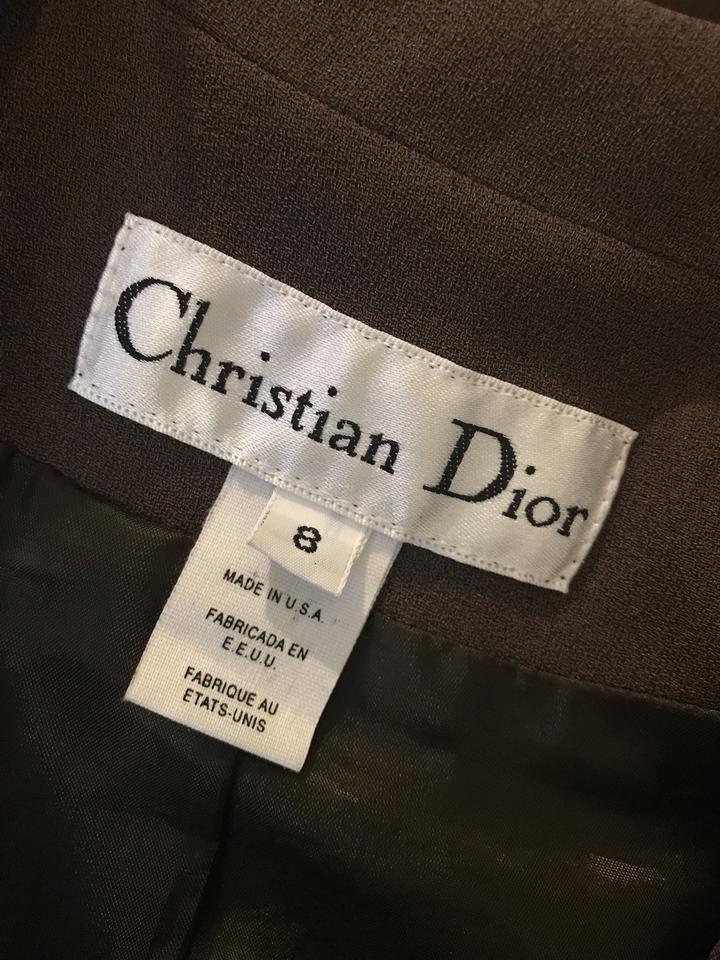 Christian Dior
8
MADE IN U.S.A.
FABRICADA EN
E.E.U.U.
FABRIQUE AU
ETATS-UNIS